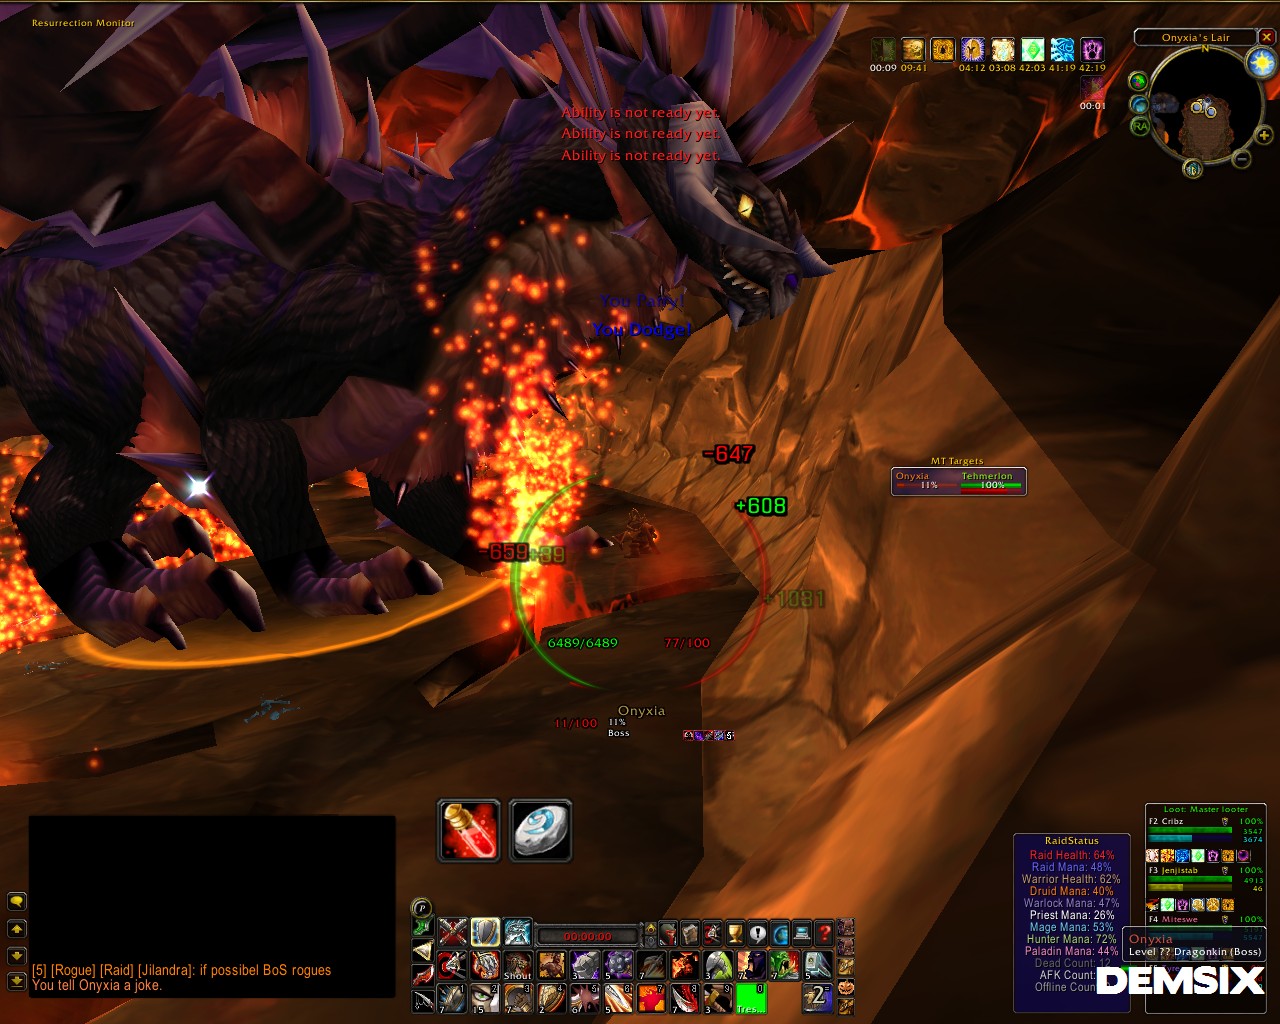 Resurrection Monitor
Onyxia's Lair
00:09 09:41 04:12 03:08 42:03 41:19 42:19
00:01
RA
Ability is not ready yet.
Ability is not ready yet.
Ability is not ready yet.
You Parry!
You Dodge!
-647
+608
-659
+1031
MT Targets
Onyxia 11%
Tehmerlon 100%
6489/6489
77/100
Onyxia
11/100
11%
Boss
Loot: Master looter
F2 Cribz 100%
3547
3674
F3 Jenjistab 100%
4913
46
F4 Miteswe 100%
RaidStatus
Raid Health: 64%
Raid Mana: 48%
Warrior Health: 62%
Druid Mana: 40%
Warlock Mana: 47%
Priest Mana: 26%
Mage Mana: 53%
Hunter Mana: 72%
Paladin Mana: 44%
Dead Count: 12
AFK Count:
Offline Coun
Onyxia
Level ?? Dragonkin (Boss)
DEMSIX
[5] [Rogue] [Raid] [Jilandra]: if possibel BoS rogues
You tell Onyxia a joke.
P
00:00:00
Shout
Tres...